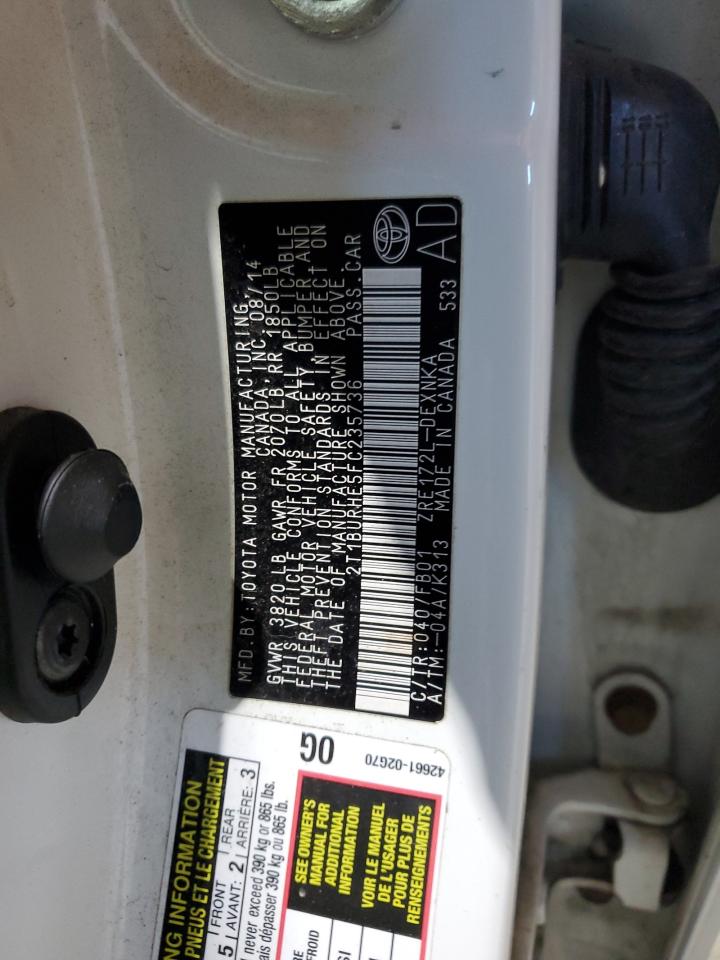 MFD. BY: TOYOTA MOTOR MANUFACTURING
CANADA INC. 08/14
GVWR 3820LB GAWR FR 2070LB RR 1850LB
THIS VEHICLE CONFORMS TO ALL APPLICABLE
FEDERAL MOTOR VEHICLE SAFETY, BUMPER AND
THEFT PREVENTION STANDARDS IN EFFECT ON
THE DATE OF MANUFACTURE SHOWN ABOVE.
2T1BURHE5FC235736 PASS.CAR
C/TR:040/FB01 ZRE172L-DEXNKA
A/TM:-04A/K313 MADE IN CANADA 533
AD
NG INFORMATION
PNEUS ET LE CHARGEMENT
5 FRONT REAR
AVANT: 2 ARRIÈRE: 3
l never exceed 390 kg or 865 lbs.
ais dépasser 390 kg ou 865 lb.
0G
SEE OWNER'S
MANUAL FOR
ADDITIONAL
INFORMATION
VOIR LE MANUEL
DE L'USAGER
POUR PLUS DE
RENSEIGNEMENTS
42661-02G70